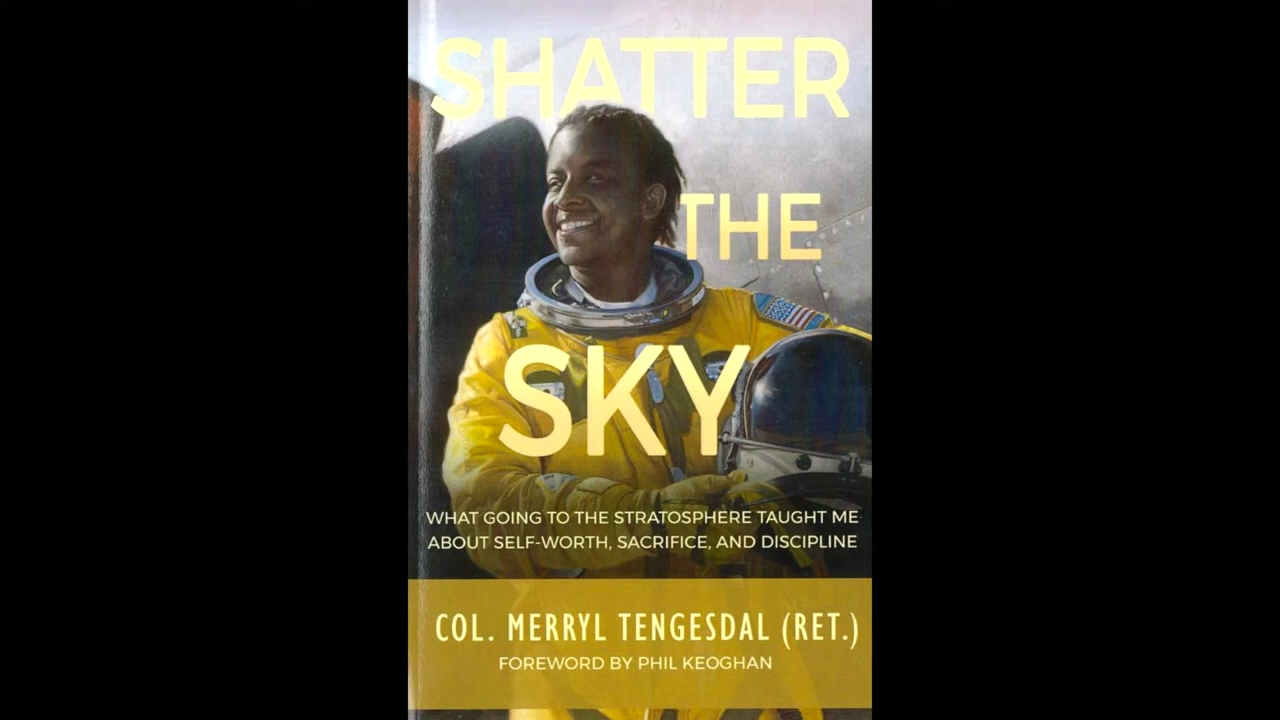 SHATTER
THE
SKY
WHAT GOING TO THE STRATOSPHERE TAUGHT ME
ABOUT SELF-WORTH, SACRIFICE, AND DISCIPLINE
COL. MERRYL TENGESDAL (RET.)
FOREWORD BY PHIL KEOGHAN